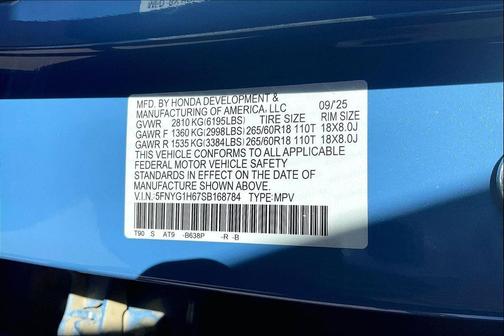 MFD. BY HONDA DEVELOPMENT &
MANUFACTURING OF AMERICA, LLC 09/'25
GVWR 2810 KG(6195LBS) TIRE SIZE RIM SIZE
GAWR F 1360 KG(2998LBS) 265/60R18 110T 18X8.0J
GAWR R 1535 KG(3384LBS) 265/60R18 110T 18X8.0J
THIS VEHICLE CONFORMS TO ALL APPLICABLE
FEDERAL MOTOR VEHICLE SAFETY
STANDARDS IN EFFECT ON THE DATE OF
MANUFACTURE SHOWN ABOVE.
V.I.N.:5FNYG1H67SB168784 TYPE:MPV
T90 S AT9 -B638P -R -B